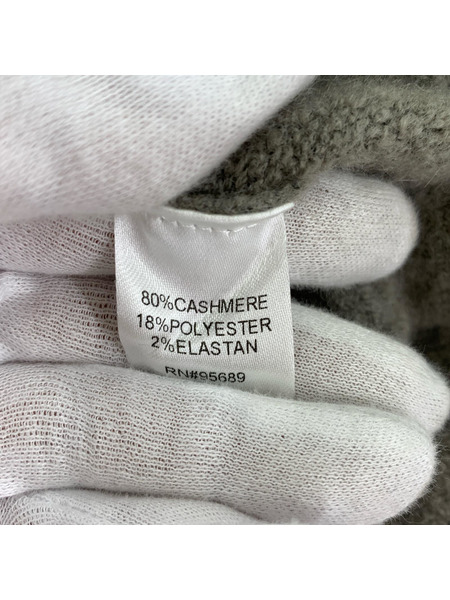 80%CASHMERE
18%POLYESTER
2%ELASTAN
RN#95689